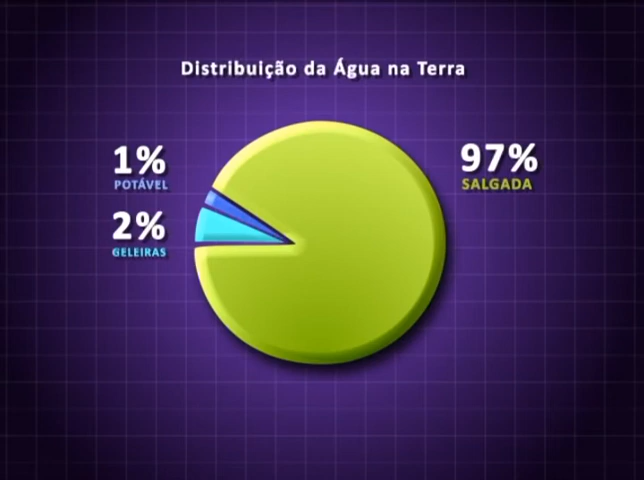 Distribuição da Água na Terra
1%
POTÁVEL
2%
GELEIRAS
97%
SALGADA